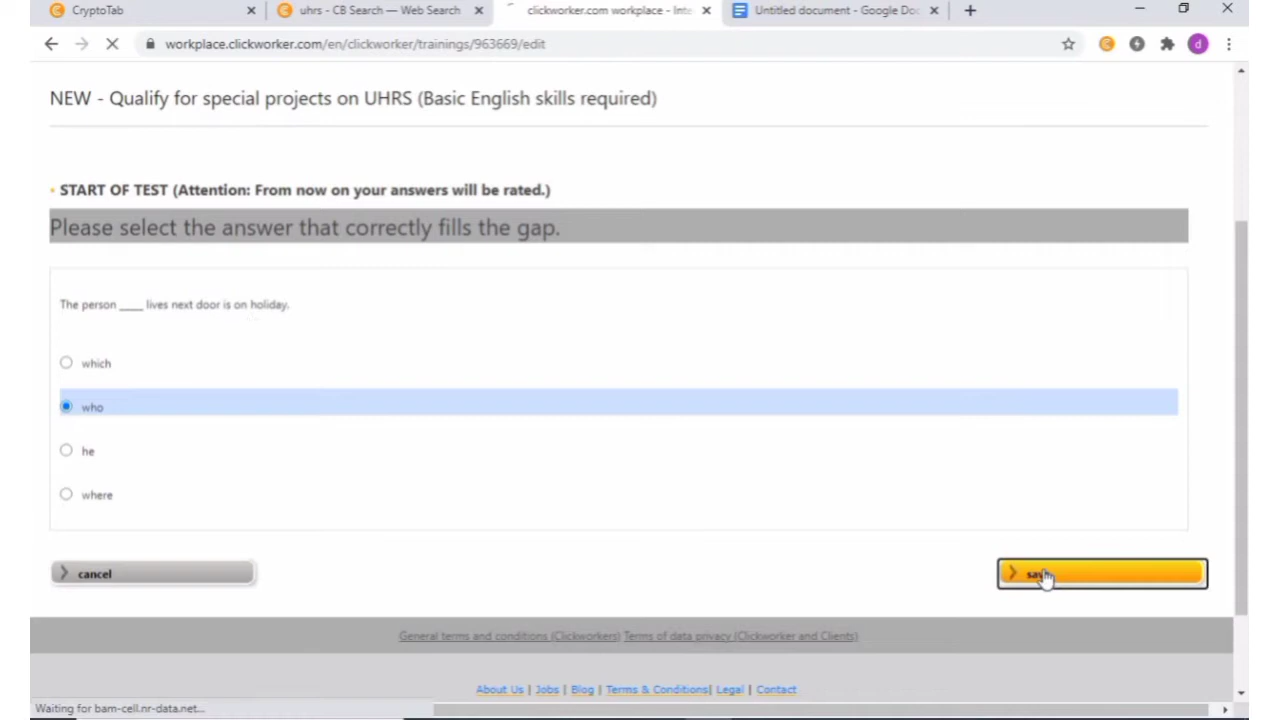 CryptoTab
uhrs - CB Search — Web Search
clickworker.com workplace - Inte
Untitled document - Google Doc
workplace.clickworker.com/en/clickworker/trainings/963669/edit
d
NEW - Qualify for special projects on UHRS (Basic English skills required)
• START OF TEST (Attention: From now on your answers will be rated.)
Please select the answer that correctly fills the gap.
The person ____ lives next door is on holiday.
which
who
he
where
cancel
save
General terms and conditions (Clickworkers) Terms of data privacy (Clickworker and Clients)
About Us | Jobs | Blog | Terms & Conditions| Legal | Contact
Waiting for bam-cell.nr-data.net...